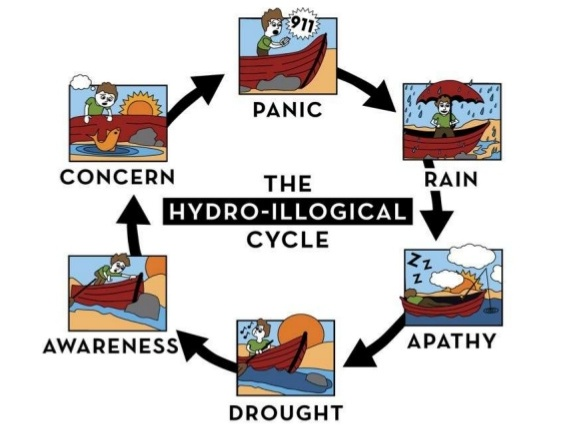 911
PANIC
RAIN
CONCERN
THE
HYDRO-ILLOGICAL
CYCLE
Z
Z
Z
APATHY
AWARENESS
DROUGHT